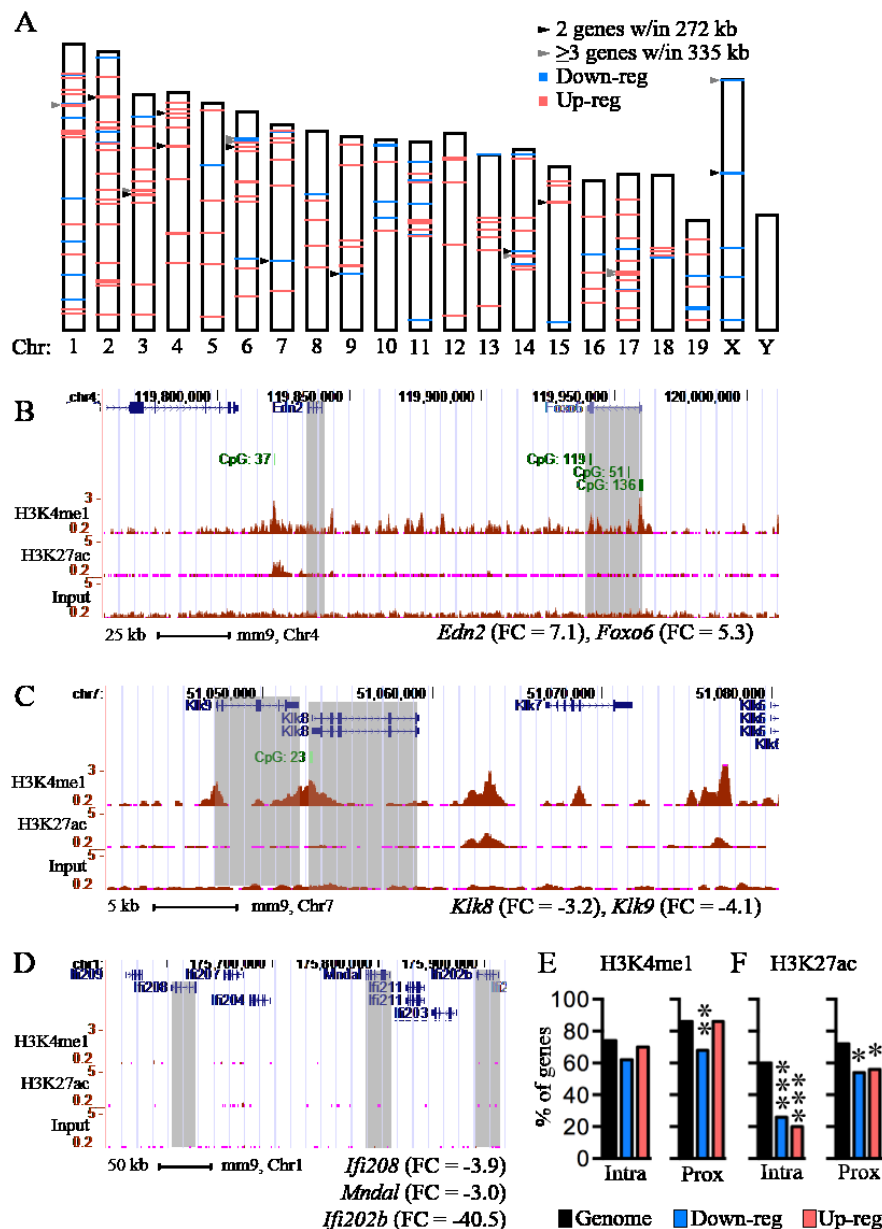 A
2 genes w/in 272 kb
≥3 genes w/in 335 kb
Down-reg
Up-reg
Chr: 1 2 3 4 5 6 7 8 9 10 11 12 13 14 15 16 17 18 19 X Y
B
chr4 119,800,000 119,850,000 119,900,000 119,950,000 120,000,000
Edn2 Foxo6
CpG: 37 CpG: 119
CpG: 51
CpG: 136
3
H3K4me1
0.2
5
H3K27ac
0.2
5
Input
0.2
25 kb mm9, Chr4 Edn2 (FC = 7.1), Foxo6 (FC = 5.3)
C
chr7 51,050,000 51,060,000 51,070,000 51,080,000
Klk9 Klk8 Klk7 Klk6
Klk8 Klk6
Klk6
CpG: 23
3
H3K4me1
0.2
5
H3K27ac
0.2
5
Input
0.2
5 kb mm9, Chr7 Klk8 (FC = -3.2), Klk9 (FC = -4.1)
D
chr1 175,700,000 175,800,000 175,900,000
Ifi209 Ifi207 Mndal Ifi202b
Ifi208 Ifi211
Ifi204 Ifi211
Ifi203
3
H3K4me1
0.2
5
H3K27ac
0.2
5
Input
0.2
50 kb mm9, Chr1 Ifi208 (FC = -3.9)
Mndal (FC = -3.0)
Ifi202b (FC = -40.5)
E H3K4me1 F H3K27ac
% of genes
100
80
60
40
20
0
** *** *** * *
Intra Prox Intra Prox
Genome Down-reg Up-reg